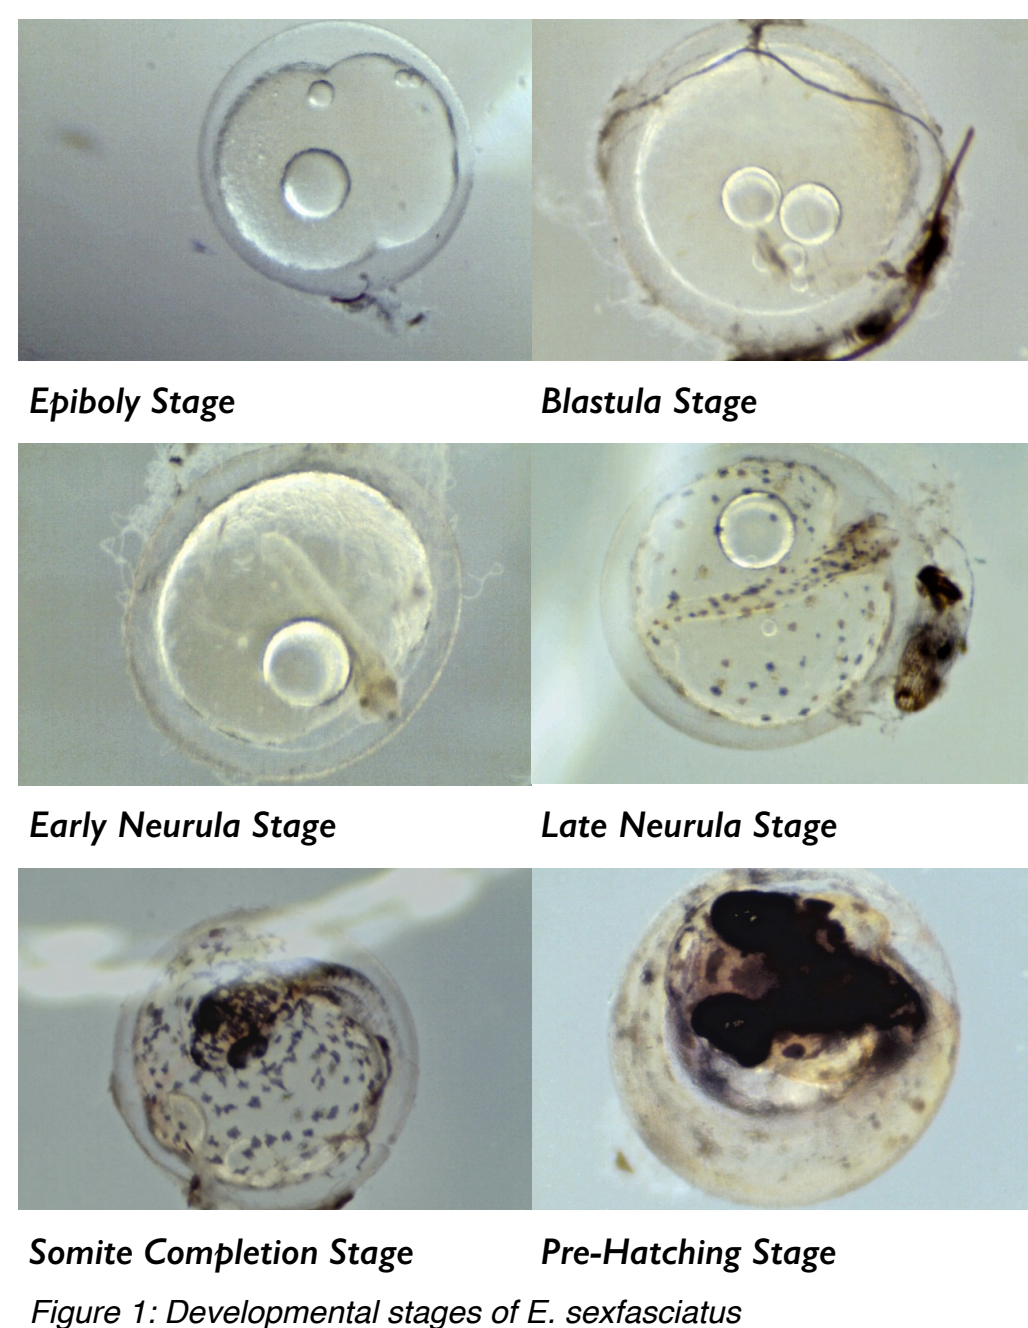 Epiboly Stage
Blastula Stage
Early Neurula Stage
Late Neurula Stage
Somite Completion Stage
Pre-Hatching Stage
Figure 1: Developmental stages of E. sexfasciatus